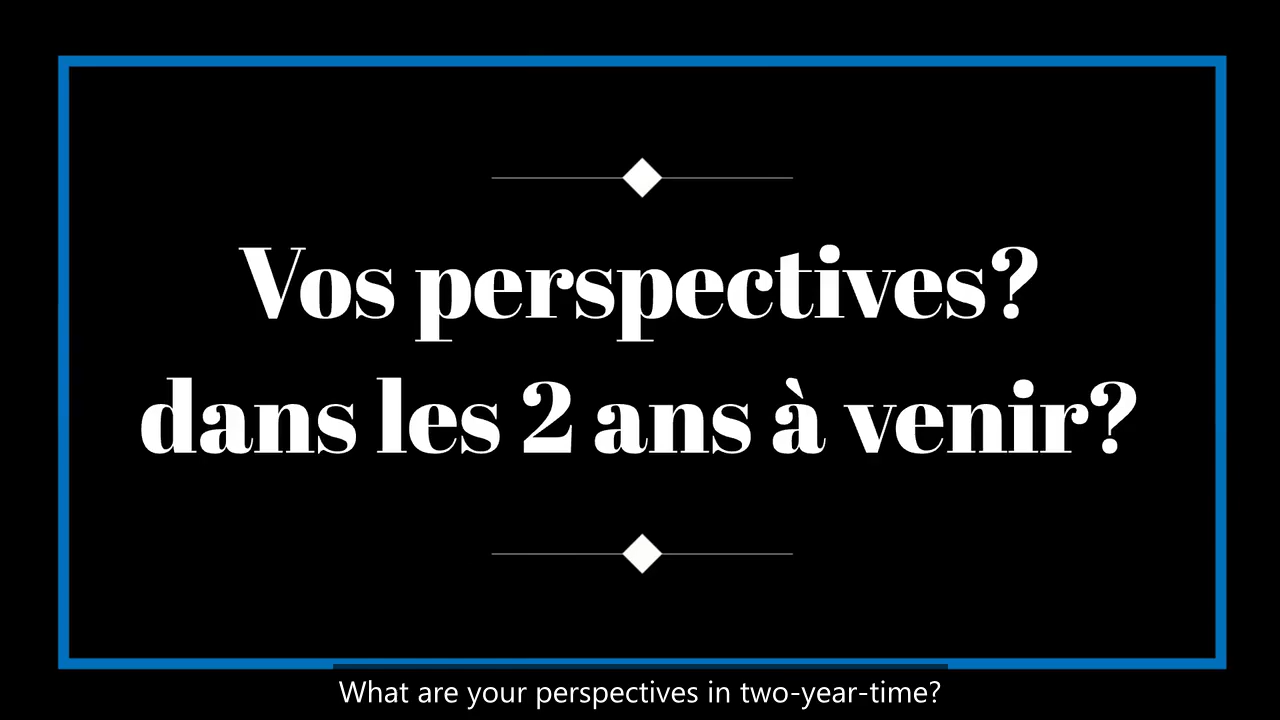 Vos perspectives?
dans les 2 ans à venir?
What are your perspectives in two-year-time?